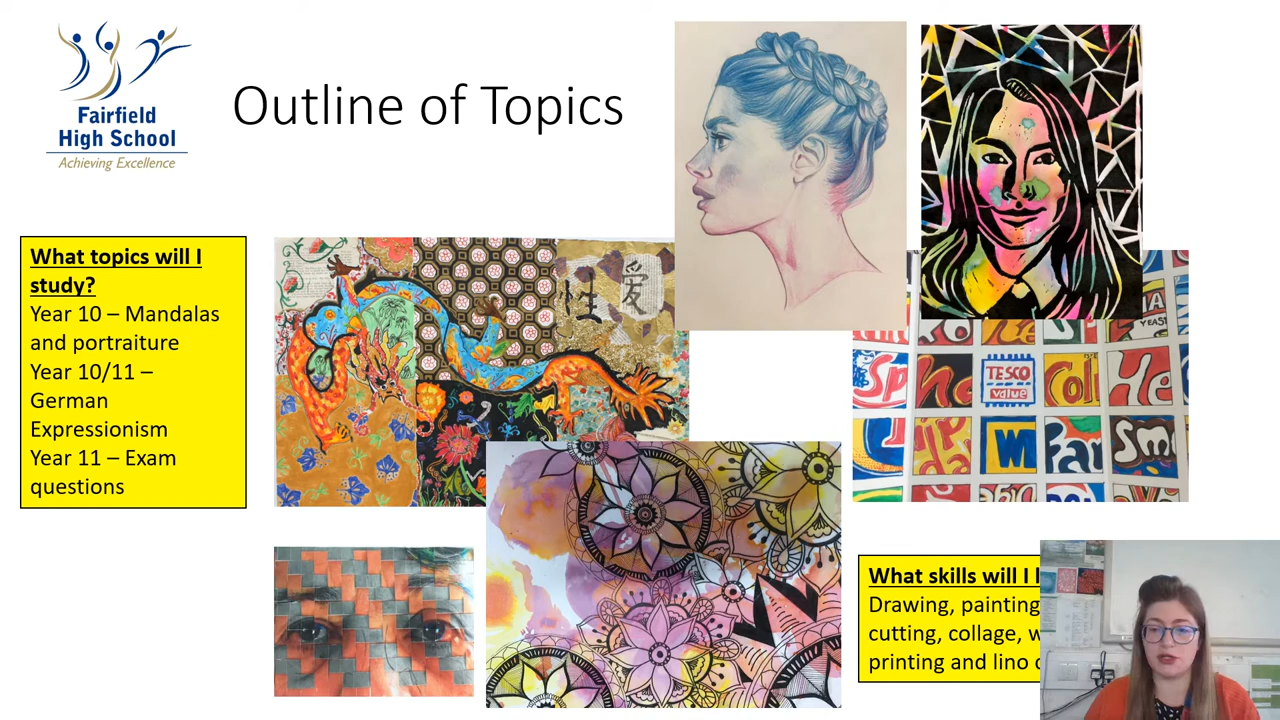 Fairfield
High School
Achieving Excellence
Outline of Topics
What topics will I
study?
Year 10 – Mandalas
and portraiture
Year 10/11 –
German
Expressionism
Year 11 – Exam
questions
性
爱
TESCO
value
What skills will I
Drawing, painting
cutting, collage,
printing and lino